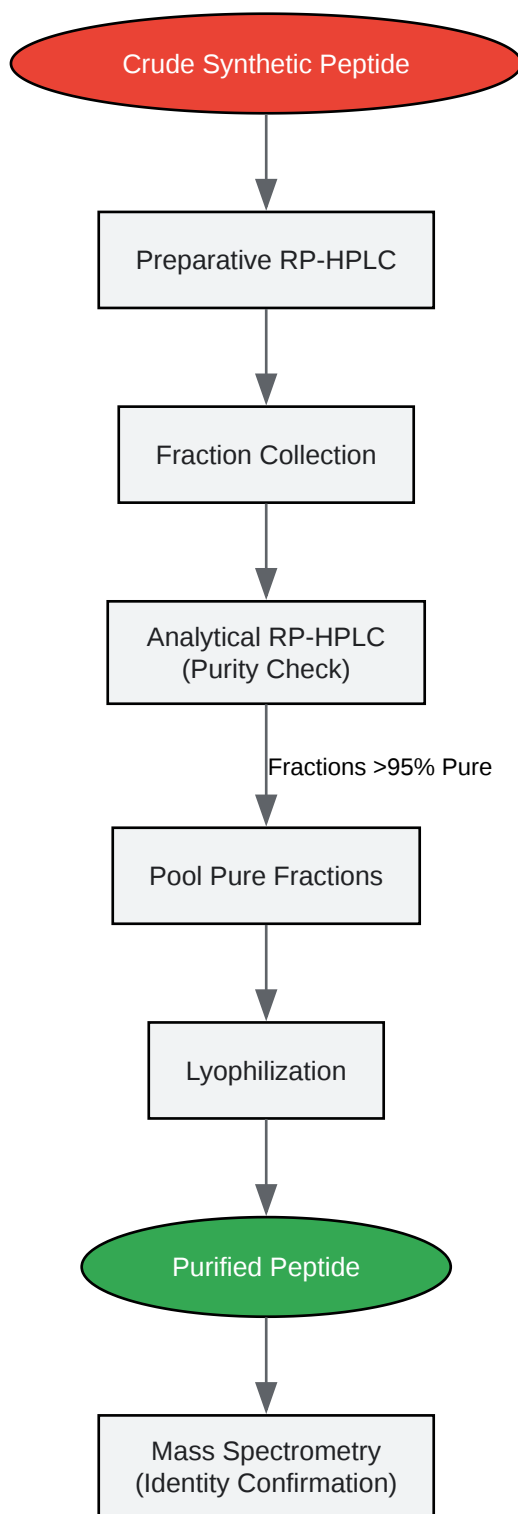 Crude Synthetic Peptide
Preparative RP-HPLC
Fraction Collection
Analytical RP-HPLC
(Purity Check)
Fractions >95% Pure
Pool Pure Fractions
Lyophilization
Purified Peptide
Mass Spectrometry
(Identity Confirmation)